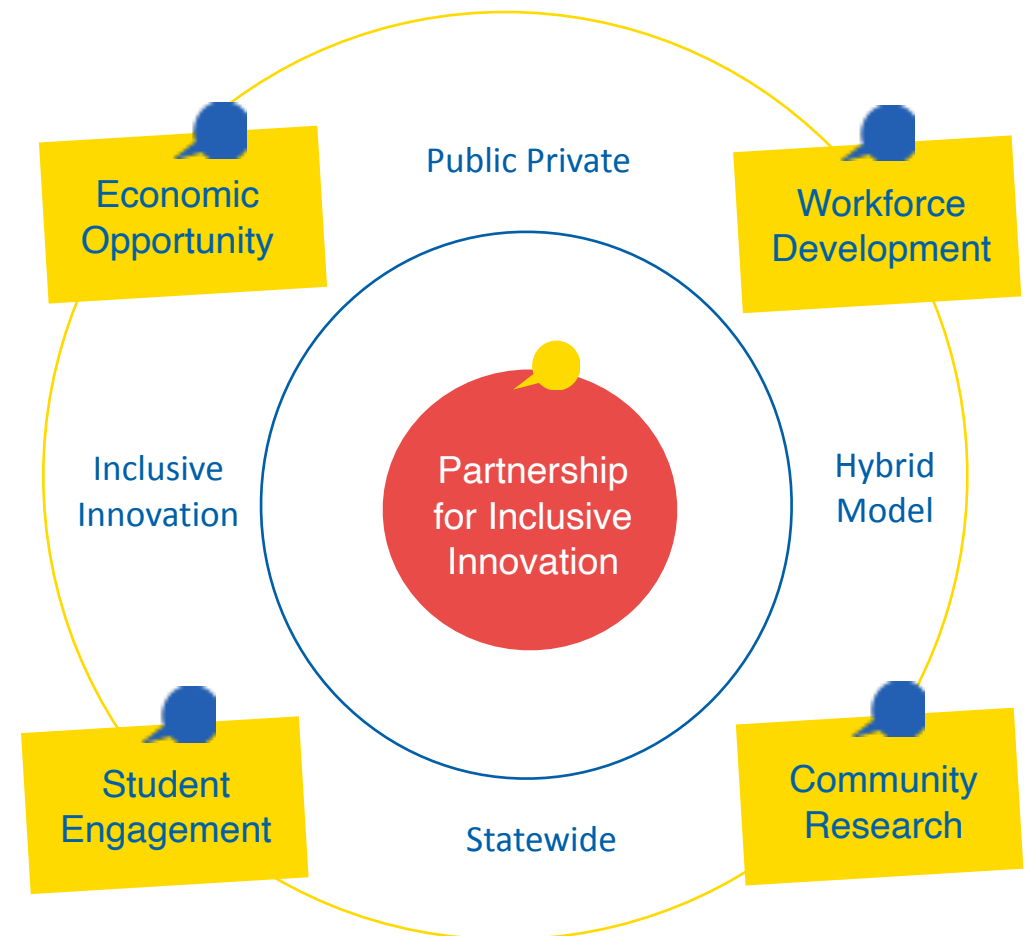 Public Private
Economic
Opportunity
Workforce
Development
Inclusive
Innovation
Partnership
for Inclusive
Innovation
Hybrid
Model
Student
Engagement
Community
Research
Statewide